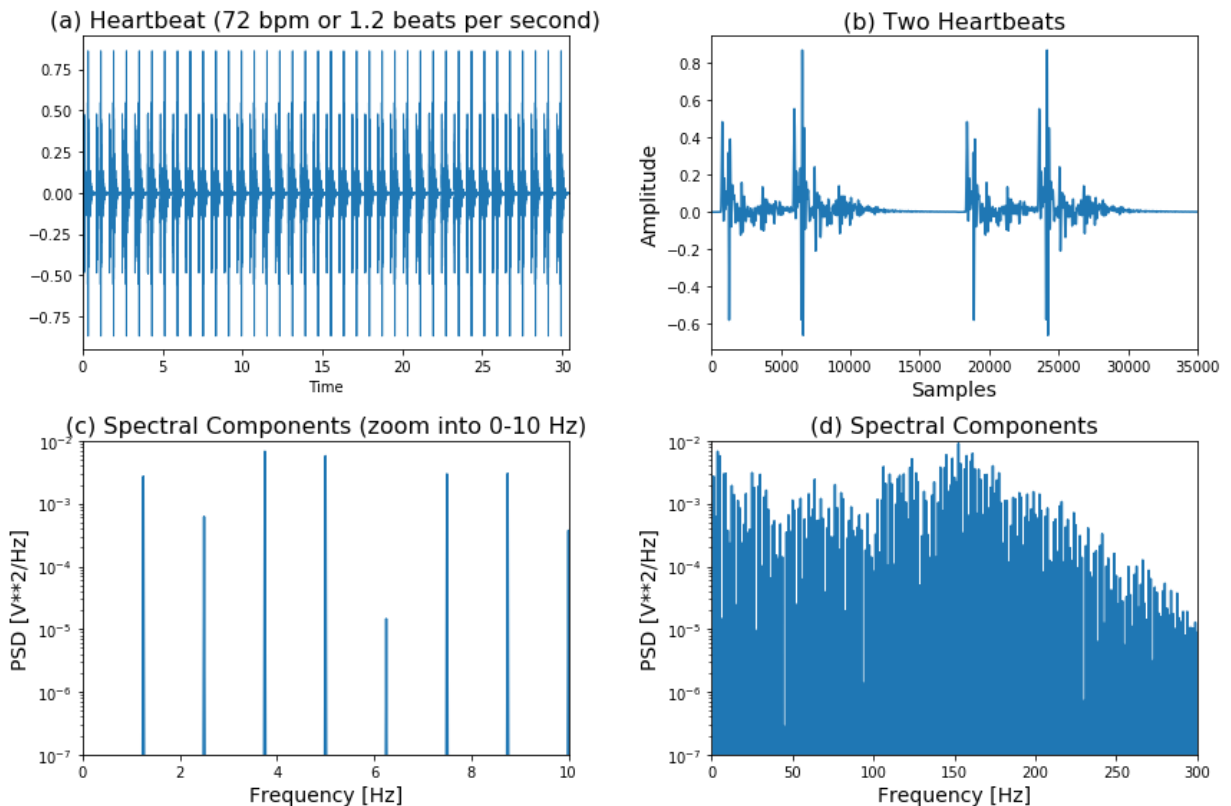 (a) Heartbeat (72 bpm or 1.2 beats per second)
0.75
0.50
0.25
0.00
−0.25
−0.50
−0.75
0 5 10 15 20 25 30
Time
(b) Two Heartbeats
Amplitude
0.8
0.6
0.4
0.2
0.0
−0.2
−0.4
−0.6
0 5000 10000 15000 20000 25000 30000 35000
Samples
(c) Spectral Components (zoom into 0-10 Hz)
PSD [V**2/Hz]
10⁻²
10⁻³
10⁻⁴
10⁻⁵
10⁻⁶
10⁻⁷
0 2 4 6 8 10
Frequency [Hz]
(d) Spectral Components
PSD [V**2/Hz]
10⁻²
10⁻³
10⁻⁴
10⁻⁵
10⁻⁶
10⁻⁷
0 50 100 150 200 250 300
Frequency [Hz]